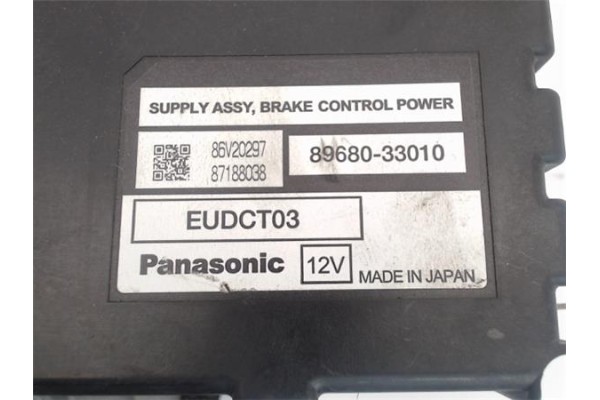 SUPPLY ASSY, BRAKE CONTROL POWER
86V20297
87188038
89680-33010
EUDCT03
Panasonic 12V MADE IN JAPAN